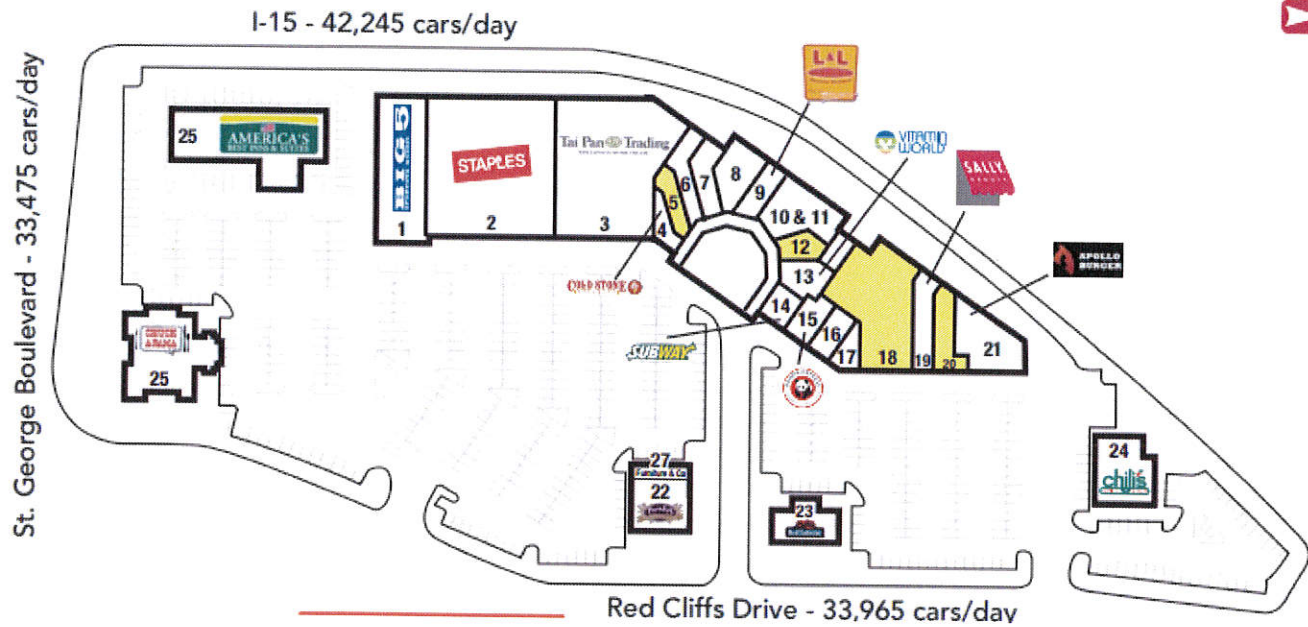 I-15 - 42,245 cars/day
St. George Boulevard - 33,475 cars/day
L&L
VITAMIN
WORLD
SALLY
BEAUTY
25
AMERICA'S
BEST INNS & SUITES
BIG 5
STAPLES
Tai Pan Trading
1
2
3
4
5
6
7
8
9
10 & 11
12
13
14
15
16
17
18
19
20
21
APOLLO
BURGER
COLD STONE
SUBWAY
CHUCK
A RAMA
25
27
Furniture & Co
22
23
24
chili's
Red Cliffs Drive - 33,965 cars/day